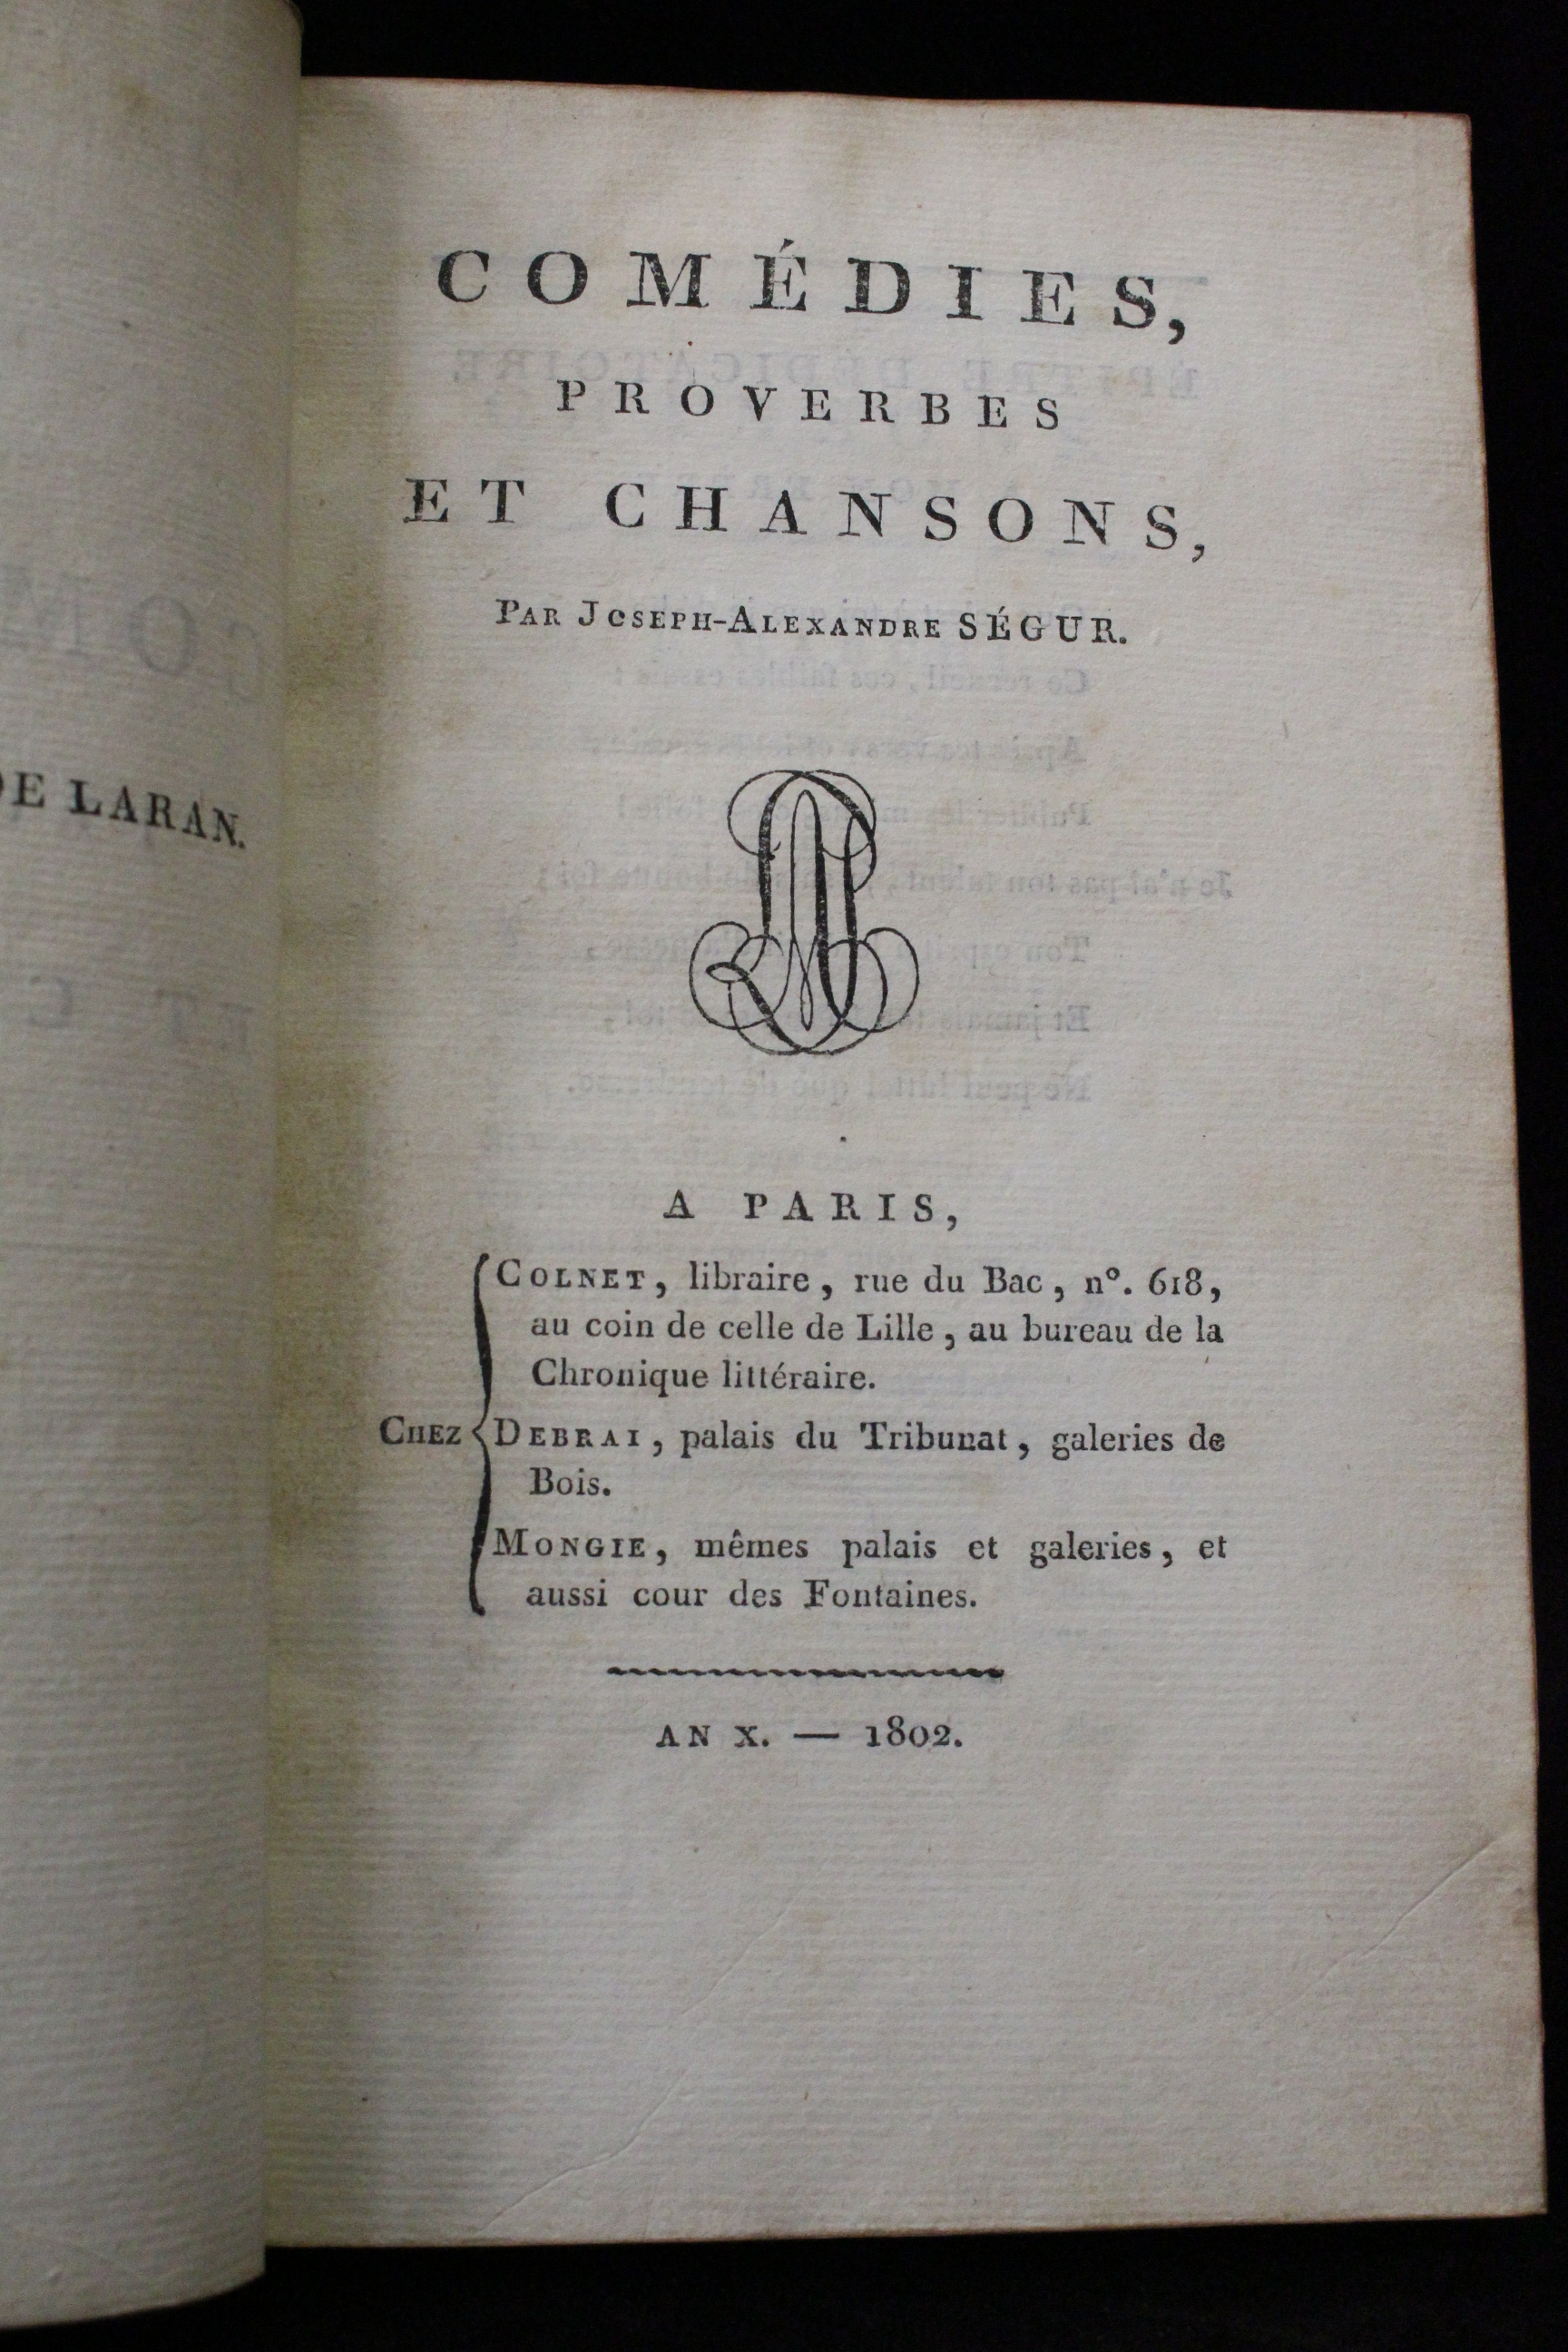 DE LARAN.
COMÉDIES,
PROVERBES
ET CHANSONS,
PAR JOSEPH-ALEXANDRE SÉGUR.
A PARIS,
COLNET, libraire, rue du Bac, n°. 618,
au coin de celle de Lille, au bureau de la
Chronique littéraire.
CHEZ DEBRAI, palais du Tribunat, galeries de
Bois.
MONGIE, mêmes palais et galeries, et
aussi cour des Fontaines.
AN X. — 1802.